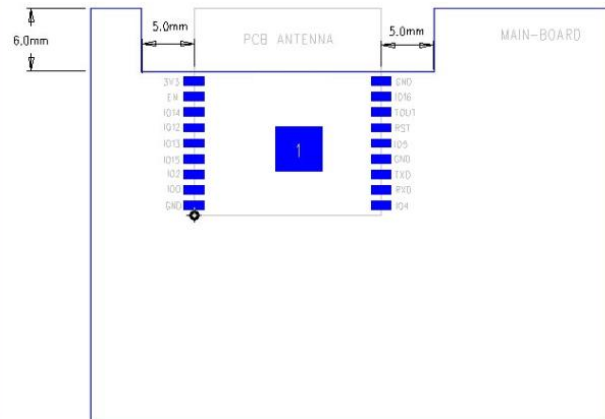 5.0mm
5.0mm
6.0mm
PCB ANTENNA
MAIN-BOARD
3V3
GND
EN
IO16
IO14
TOUT
IO12
RST
IO13
IO5
IO15
GND
IO2
TXD
IO0
RXD
GND
IO4
1